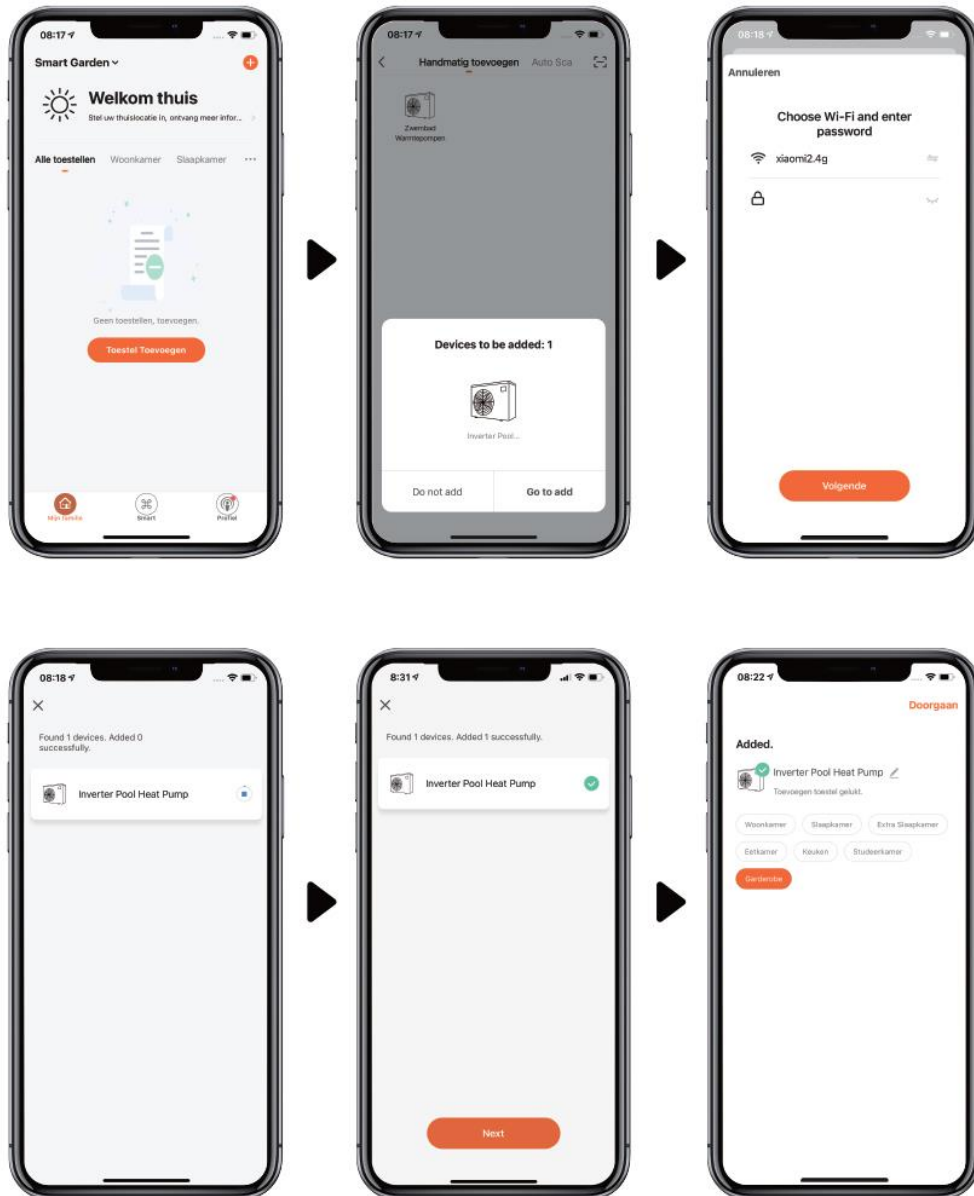 08:17
Smart Garden
Welkom thuis
Stel uw thuislocatie in, ontvang meer infor...
Alle toestellen Woonkamer Slaapkamer ...
Geen toestellen, toevoegen.
Toestel Toevoegen
Mijn familie Smart Profiel
08:17
Handmatig toevoegen Auto Sca
Zwembad
Warmtepompen
Devices to be added: 1
Inverter Pool...
Do not add Go to add
08:18
Annuleren
Choose Wi-Fi and enter
password
xiaomi2.4g
Volgende
08:18
Found 1 devices. Added 0
successfully.
Inverter Pool Heat Pump
8:31
Found 1 devices. Added 1 successfully.
Inverter Pool Heat Pump
Next
08:22
Doorgaan
Added.
Inverter Pool Heat Pump
Toevoegen toestel gelukt.
Woonkamer Slaapkamer Extra Slaapkamer
Eetkamer Keuken Studeerkamer
Garderobe